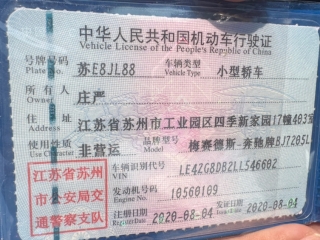 中华人民共和国机动车行驶证
Vehicle License of the People's Republic of China
号牌号码 苏E8JL88 车辆类型 小型轿车
Plate No. Vehicle Type
所有人 庄严
Owner
住址 江苏省苏州市工业园区四季新家园17幢403室
Address
使用性质 非营运 品牌型号 梅赛德斯-奔驰牌BJ7205L
Use Character Model
江苏省苏州 车辆识别代号 LE4ZG8DB2LL546602
VIN
市公安局交 发动机号码 10560109
Engine No.
通警察支队 注册日期 2020-08-04 发证日期 2020-08-04
Register Date Issue Date